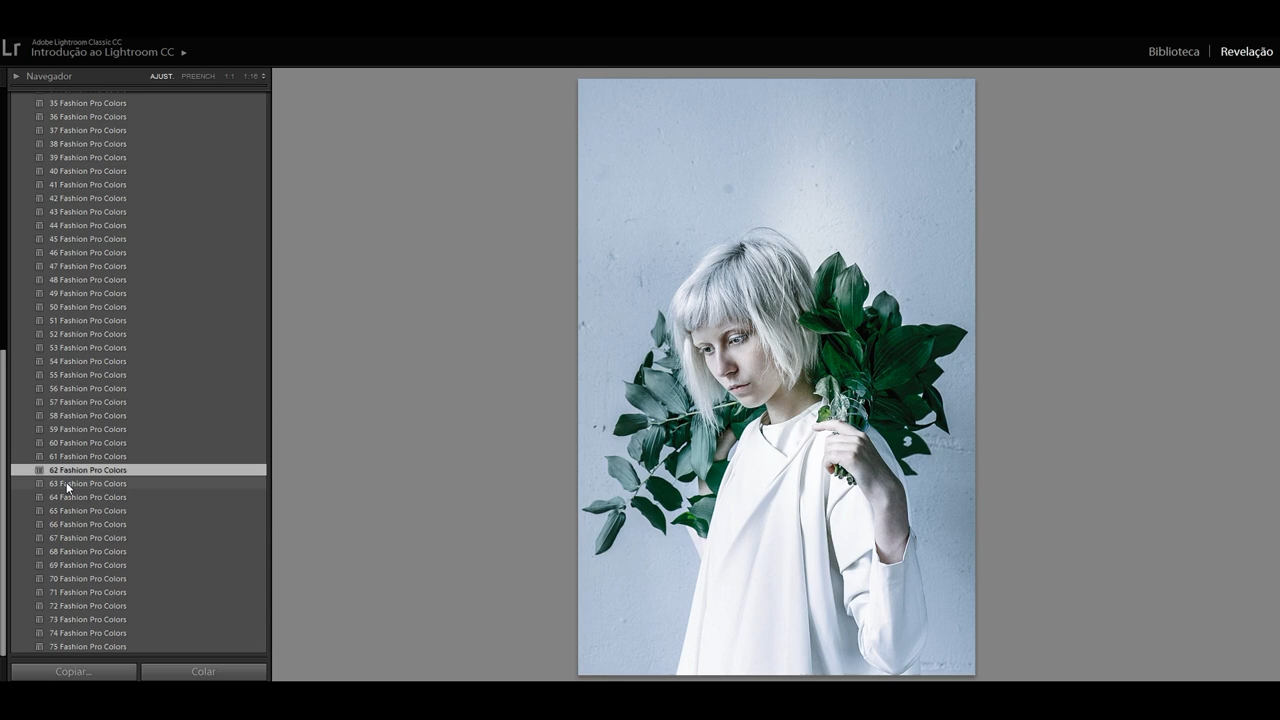 Lr
Adobe Lightroom Classic CC
Introdução ao Lightroom CC
Biblioteca
Revelação
Navegador
AJUST.
PREENCH.
1:1
1:16
35 Fashion Pro Colors
36 Fashion Pro Colors
37 Fashion Pro Colors
38 Fashion Pro Colors
39 Fashion Pro Colors
40 Fashion Pro Colors
41 Fashion Pro Colors
42 Fashion Pro Colors
43 Fashion Pro Colors
44 Fashion Pro Colors
45 Fashion Pro Colors
46 Fashion Pro Colors
47 Fashion Pro Colors
48 Fashion Pro Colors
49 Fashion Pro Colors
50 Fashion Pro Colors
51 Fashion Pro Colors
52 Fashion Pro Colors
53 Fashion Pro Colors
54 Fashion Pro Colors
55 Fashion Pro Colors
56 Fashion Pro Colors
57 Fashion Pro Colors
58 Fashion Pro Colors
59 Fashion Pro Colors
60 Fashion Pro Colors
61 Fashion Pro Colors
62 Fashion Pro Colors
63 Fashion Pro Colors
64 Fashion Pro Colors
65 Fashion Pro Colors
66 Fashion Pro Colors
67 Fashion Pro Colors
68 Fashion Pro Colors
69 Fashion Pro Colors
70 Fashion Pro Colors
71 Fashion Pro Colors
72 Fashion Pro Colors
73 Fashion Pro Colors
74 Fashion Pro Colors
75 Fashion Pro Colors
Copiar...
Colar